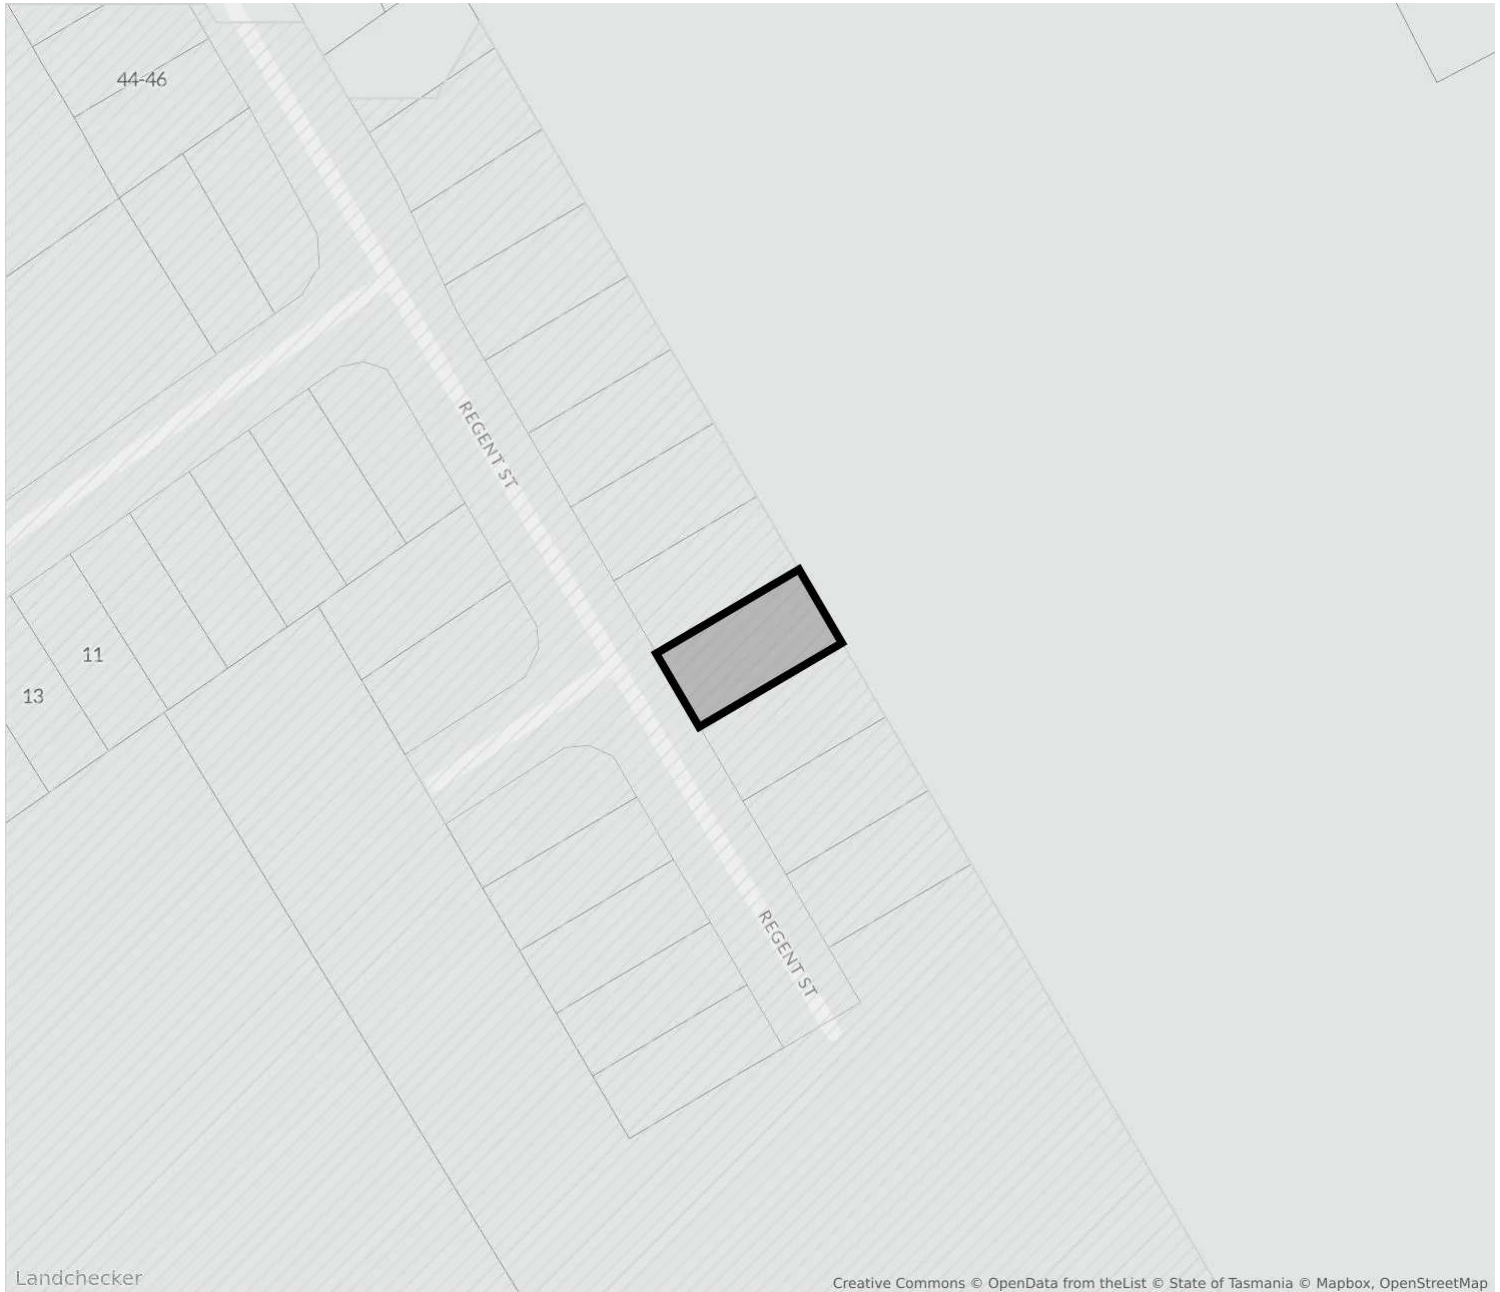 44-46
REGENT ST
11
13
REGENT ST
Landchecker
Creative Commons © OpenData from theList © State of Tasmania © Mapbox, OpenStreetMap